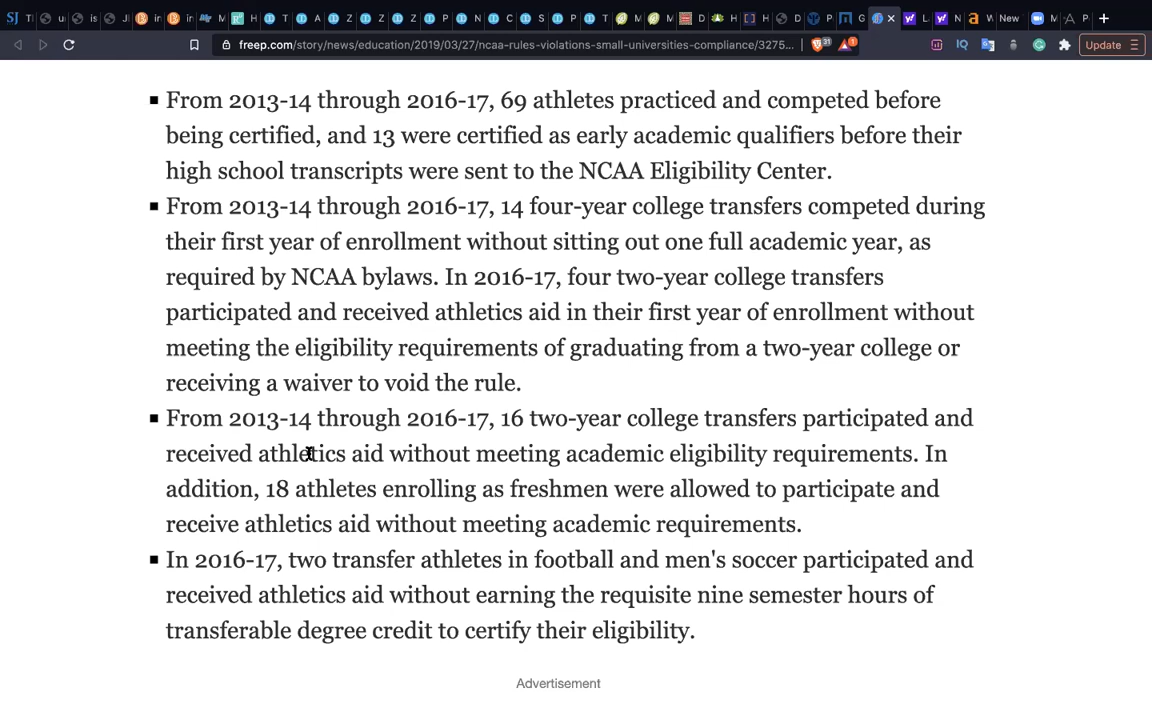 SJ T u is J in in M H T A Z Z Z P N C S P T M M D H H D P G L N W New M P +
freep.com/story/news/education/2019/03/27/ncaa-rules-violations-small-universities-compliance/3275... 31 1 IQ Update
From 2013-14 through 2016-17, 69 athletes practiced and competed before
being certified, and 13 were certified as early academic qualifiers before their
high school transcripts were sent to the NCAA Eligibility Center.
From 2013-14 through 2016-17, 14 four-year college transfers competed during
their first year of enrollment without sitting out one full academic year, as
required by NCAA bylaws. In 2016-17, four two-year college transfers
participated and received athletics aid in their first year of enrollment without
meeting the eligibility requirements of graduating from a two-year college or
receiving a waiver to void the rule.
From 2013-14 through 2016-17, 16 two-year college transfers participated and
received athletics aid without meeting academic eligibility requirements. In
addition, 18 athletes enrolling as freshmen were allowed to participate and
receive athletics aid without meeting academic requirements.
In 2016-17, two transfer athletes in football and men's soccer participated and
received athletics aid without earning the requisite nine semester hours of
transferable degree credit to certify their eligibility.
Advertisement